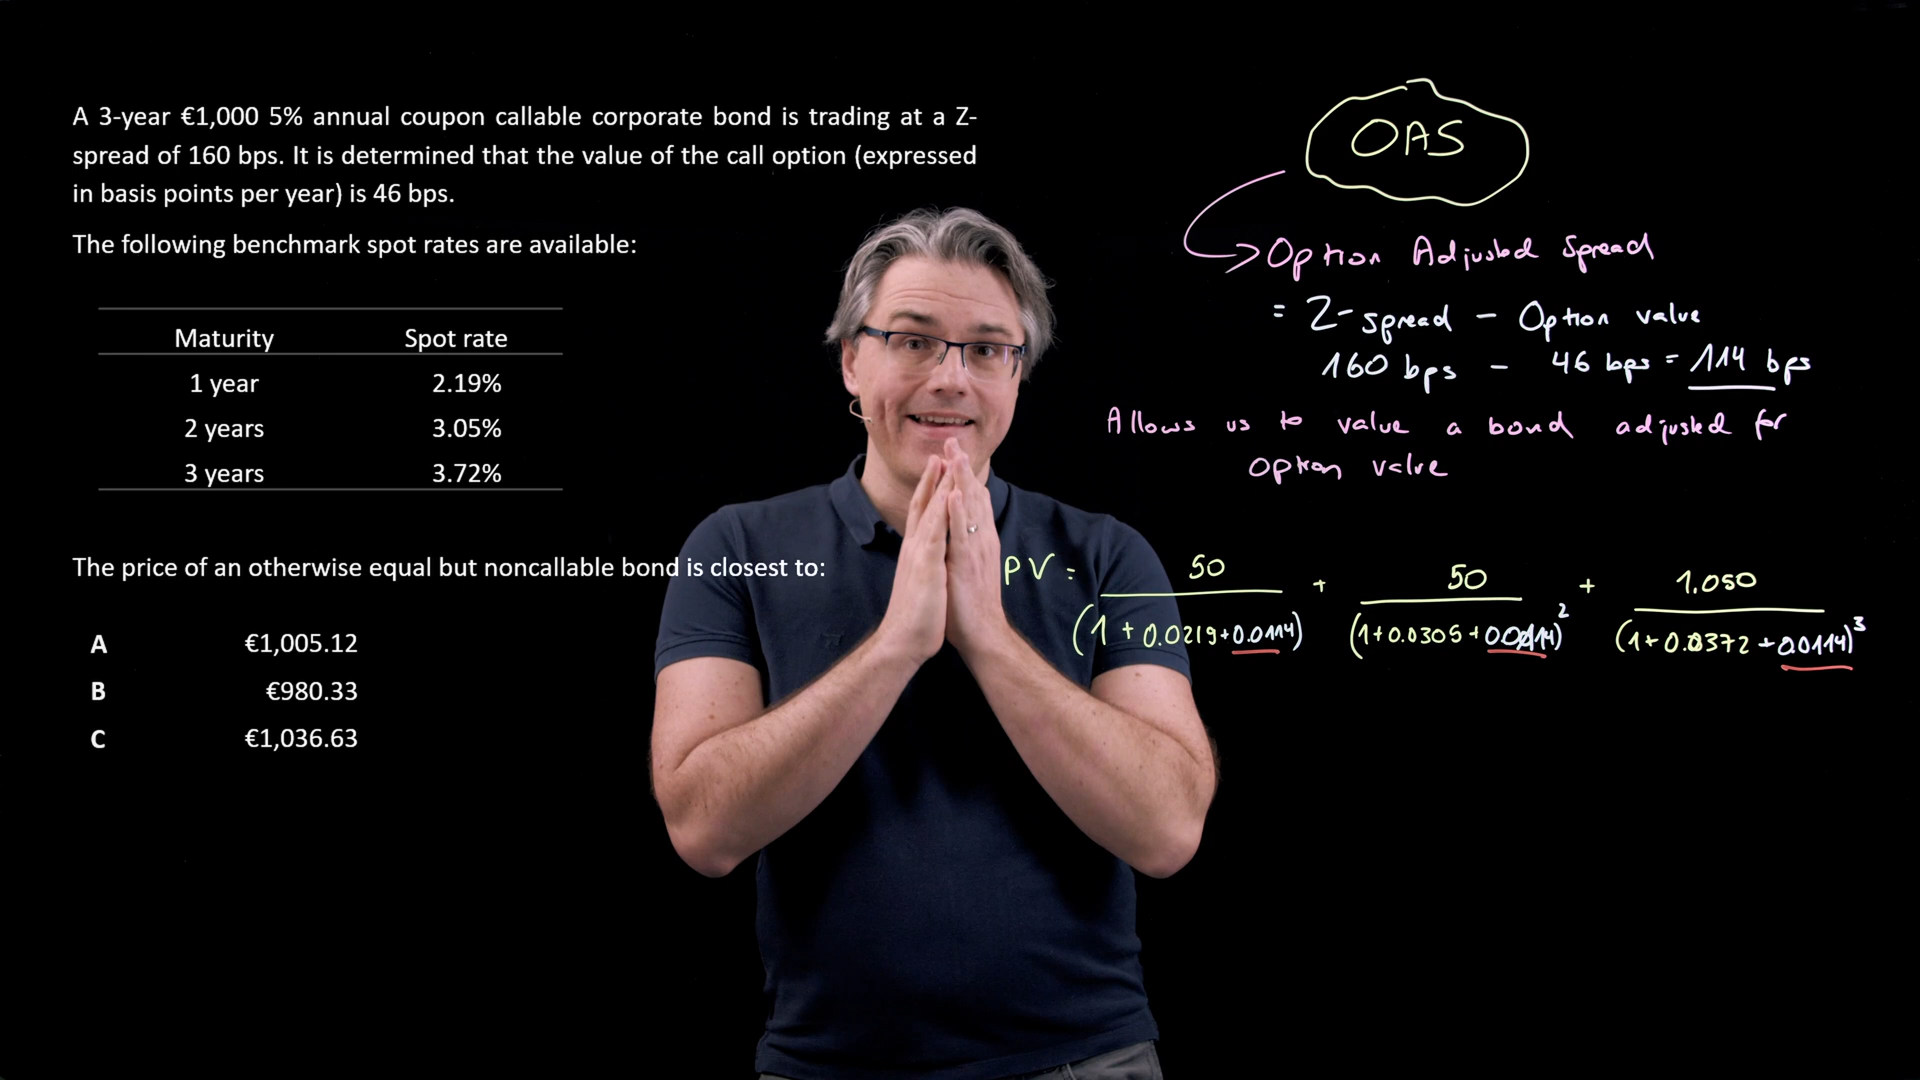 A 3-year €1,000 5% annual coupon callable corporate bond is trading at a Z-
spread of 160 bps. It is determined that the value of the call option (expressed
in basis points per year) is 46 bps.
The following benchmark spot rates are available:
Maturity Spot rate
1 year 2.19%
2 years 3.05%
3 years 3.72%
The price of an otherwise equal but noncallable bond is closest to:
A €1,005.12
B €980.33
C €1,036.63
OAS
Option Adjusted Spread
= Z-spread - Option value
160 bps - 46 bps = 114 bps
Allows us to value a bond adjusted for
option value
PV = 50 + 50 + 1.050
(1+0.0219+0.0114) (1+0.0305+0.0114)² (1+0.0372+0.0114)³